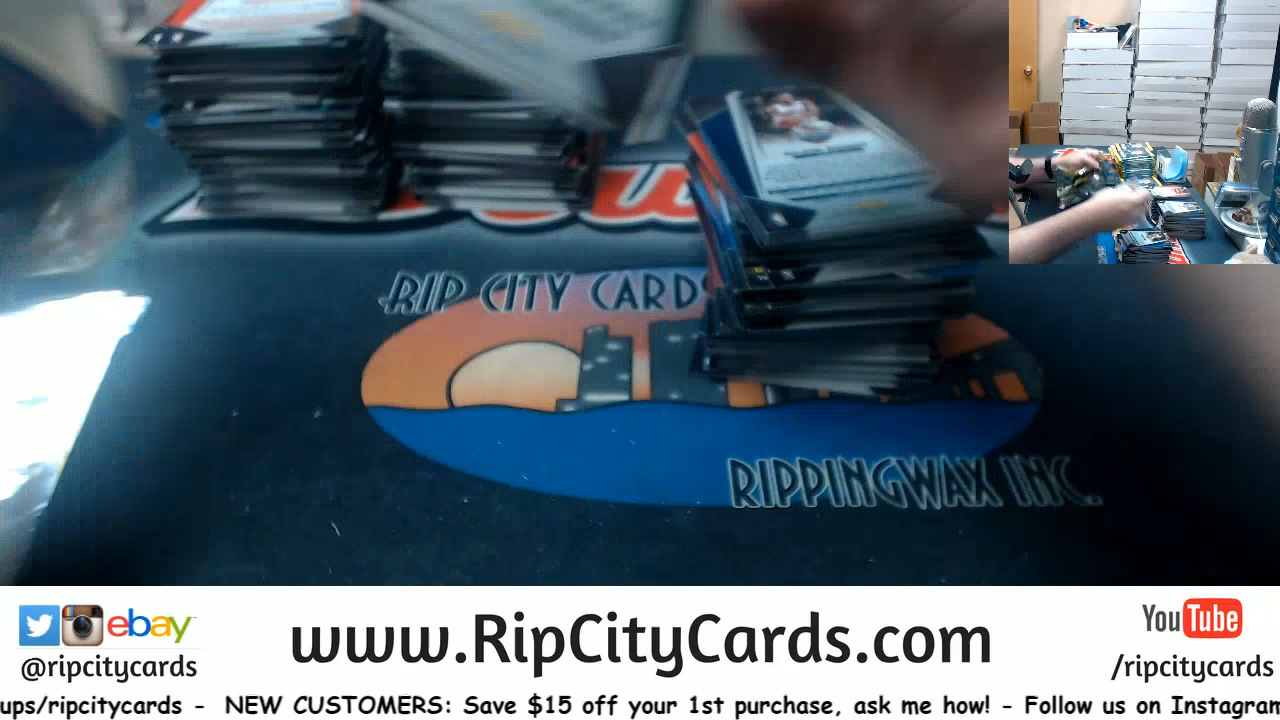 RIP CITY CARDS
RIPPINGWAX INC.
ebay
@ripcitycards
www.RipCityCards.com
YouTube
/ripcitycards
ups/ripcitycards - NEW CUSTOMERS: Save $15 off your 1st purchase, ask me how! - Follow us on Instagram